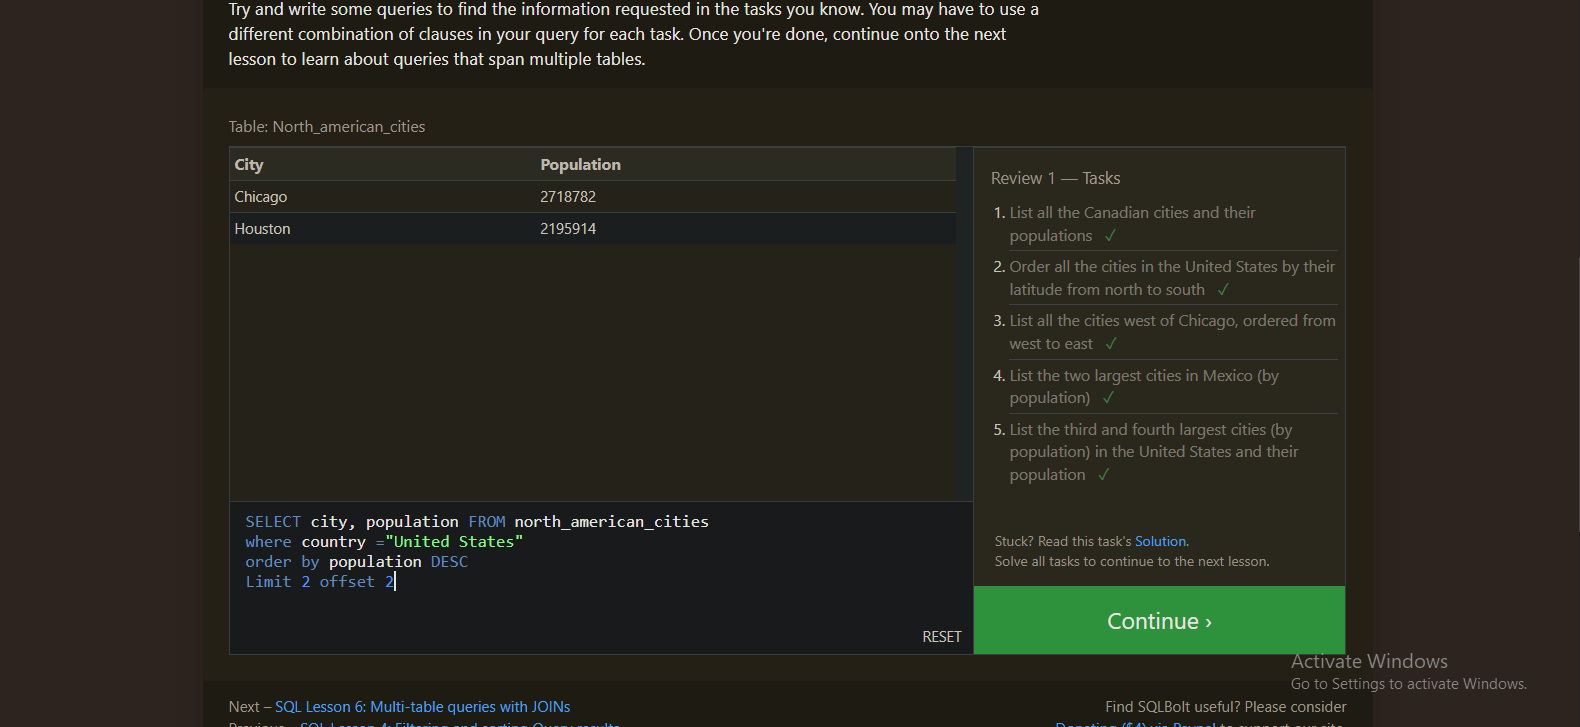 Try and write some queries to find the information requested in the tasks you know. You may have to use a
different combination of clauses in your query for each task. Once you're done, continue onto the next
lesson to learn about queries that span multiple tables.
Table: North_american_cities
City Population
Chicago 2718782
Houston 2195914
SELECT city, population FROM north_american_cities
where country ="United States"
order by population DESC
Limit 2 offset 2
RESET
Review 1 — Tasks
1. List all the Canadian cities and their
populations ✓
2. Order all the cities in the United States by their
latitude from north to south ✓
3. List all the cities west of Chicago, ordered from
west to east ✓
4. List the two largest cities in Mexico (by
population) ✓
5. List the third and fourth largest cities (by
population) in the United States and their
population ✓
Stuck? Read this task's Solution.
Solve all tasks to continue to the next lesson.
Continue ›
Activate Windows
Go to Settings to activate Windows.
Next – SQL Lesson 6: Multi-table queries with JOINs
Previous – SQL Lesson 4: Filtering and sorting Query results
Find SQLBolt useful? Please consider
Donating ($4) via Paypal to support our site.